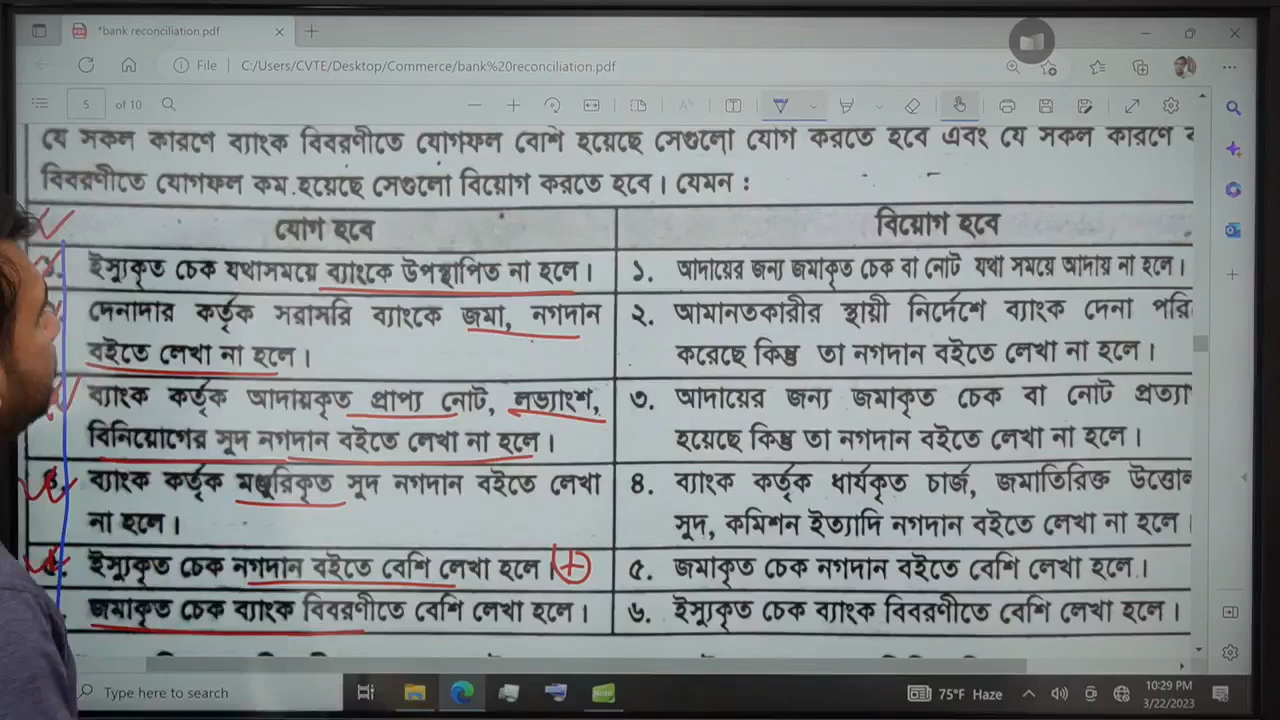 *bank reconciliation.pdf
File C:/Users/CVTE/Desktop/Commerce/bank%20reconciliation.pdf
5 of 10
যে সকল কারণে ব্যাংক বিবরণীতে যোগফল বেশি হয়েছে সেগুলো যোগ করতে হবে এবং যে সকল কারণে
বিবরণীতে যোগফল কম হয়েছে সেগুলো বিয়োগ করতে হবে। যেমন :
যোগ হবে
বিয়োগ হবে
ইস্যুকৃত চেক যথাসময়ে ব্যাংকে উপস্থাপিত না হলে।
১. আদায়ের জন্য জমাকৃত চেক বা নোট যথা সময়ে আদায় না হলে।
দেনাদার কর্তৃক সরাসরি ব্যাংকে জমা, নগদান
বইতে লেখা না হলে।
২. আমানতকারীর স্থায়ী নির্দেশে ব্যাংক দেনা পরি
করেছে কিন্তু তা নগদান বইতে লেখা না হলে।
ব্যাংক কর্তৃক আদায়কৃত প্রাপ্য নোট, লভ্যাংশ,
বিনিয়োগের সুদ নগদান বইতে লেখা না হলে।
৩. আদায়ের জন্য জমাকৃত চেক বা নোট প্রত্যা
হয়েছে কিন্তু তা নগদান বইতে লেখা না হলে।
ব্যাংক কর্তৃক মঞ্জুরিকৃত সুদ নগদান বইতে লেখা
না হলে।
৪. ব্যাংক কর্তৃক ধার্যকৃত চার্জ, জমাতিরিক্ত উত্তোল
সুদ, কমিশন ইত্যাদি নগদান বইতে লেখা না হলে
ইস্যুকৃত চেক নগদান বইতে বেশি লেখা হলে। +
৫. জমাকৃত চেক নগদান বইতে বেশি লেখা হলে।
জমাকৃত চেক ব্যাংক বিবরণীতে বেশি লেখা হলে।
৬. ইস্যুকৃত চেক ব্যাংক বিবরণীতে বেশি লেখা হলে।
Type here to search
75°F Haze
10:29 PM
3/22/2023